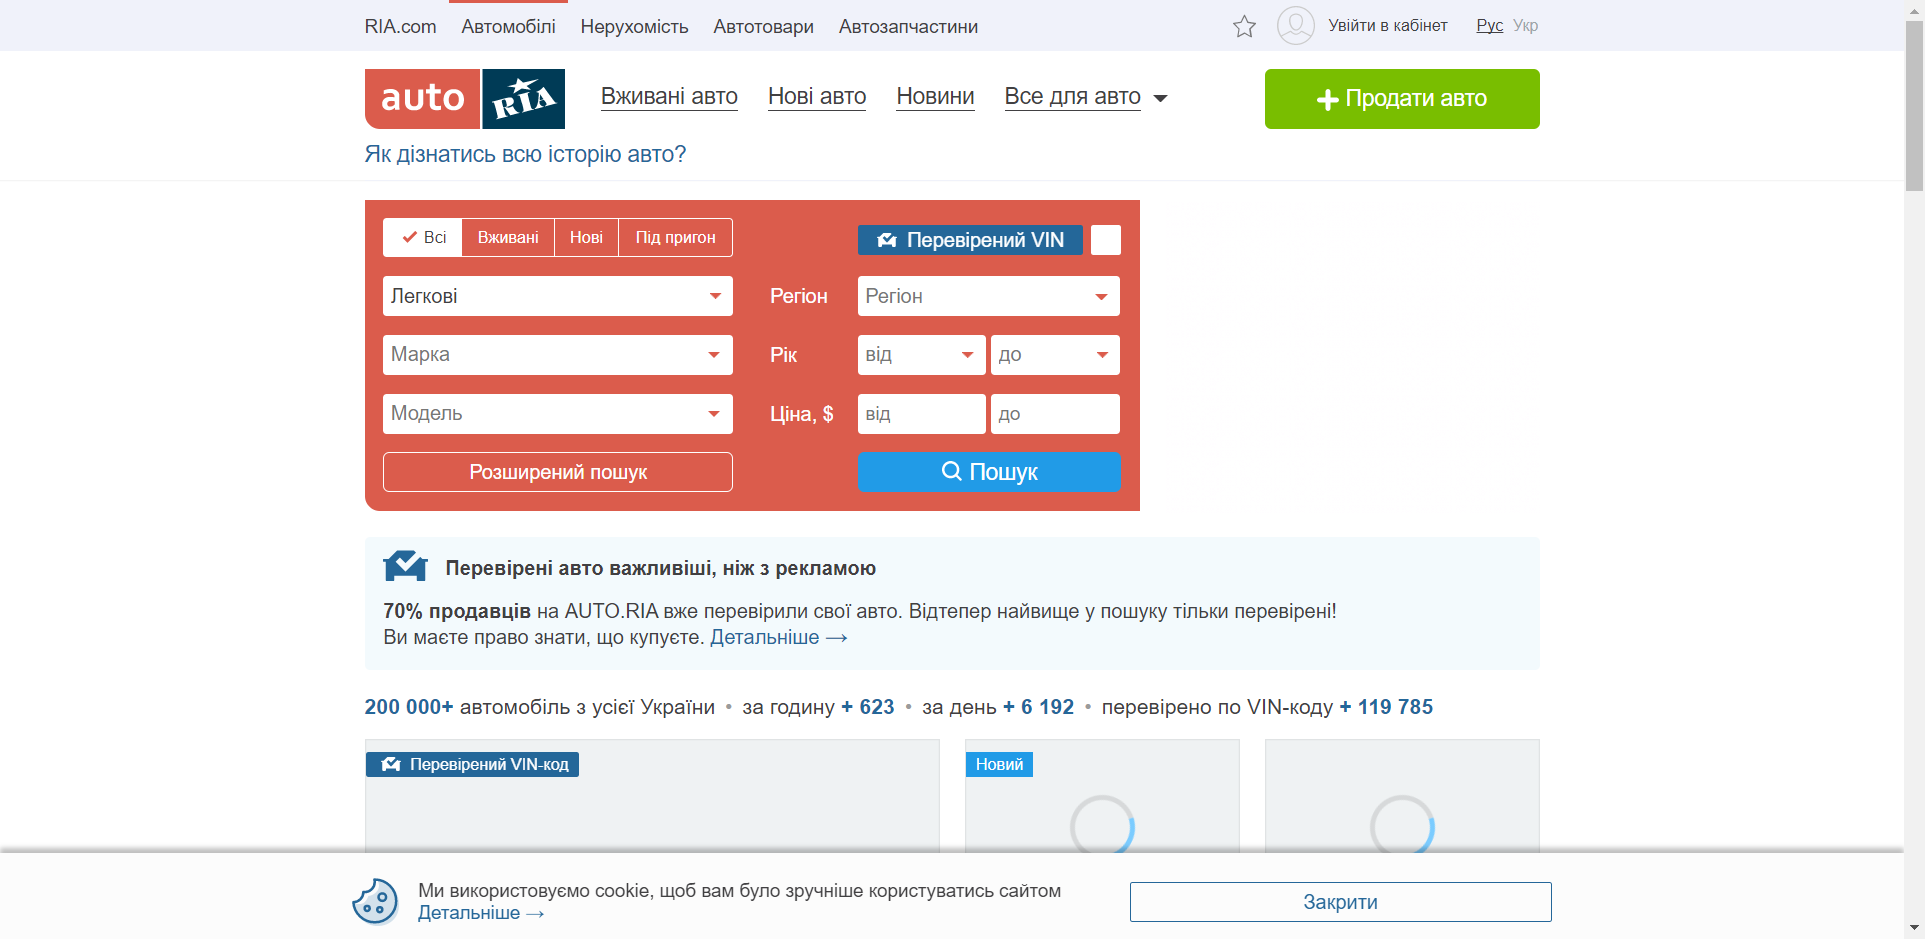 RIA.com Автомобілі Нерухомість Автотовари Автозапчастини Увійти в кабінет Рус Укр
auto RIA Вживані авто Нові авто Новини Все для авто Продати авто
Як дізнатись всю історію авто?
Всі Вживані Нові Під пригон Перевірений VIN
Легкові Регіон Регіон
Марка Рік від до
Модель Ціна, $ від до
Розширений пошук Пошук
Перевірені авто важливіші, ніж з рекламою
70% продавців на AUTO.RIA вже перевірили свої авто. Відтепер найвище у пошуку тільки перевірені!
Ви маєте право знати, що купуєте. Детальніше →
200 000+ автомобіль з усієї України • за годину + 623 • за день + 6 192 • перевірено по VIN-коду + 119 785
Перевірений VIN-код Новий
Ми використовуємо cookie, щоб вам було зручніше користуватись сайтом
Детальніше →
Закрити